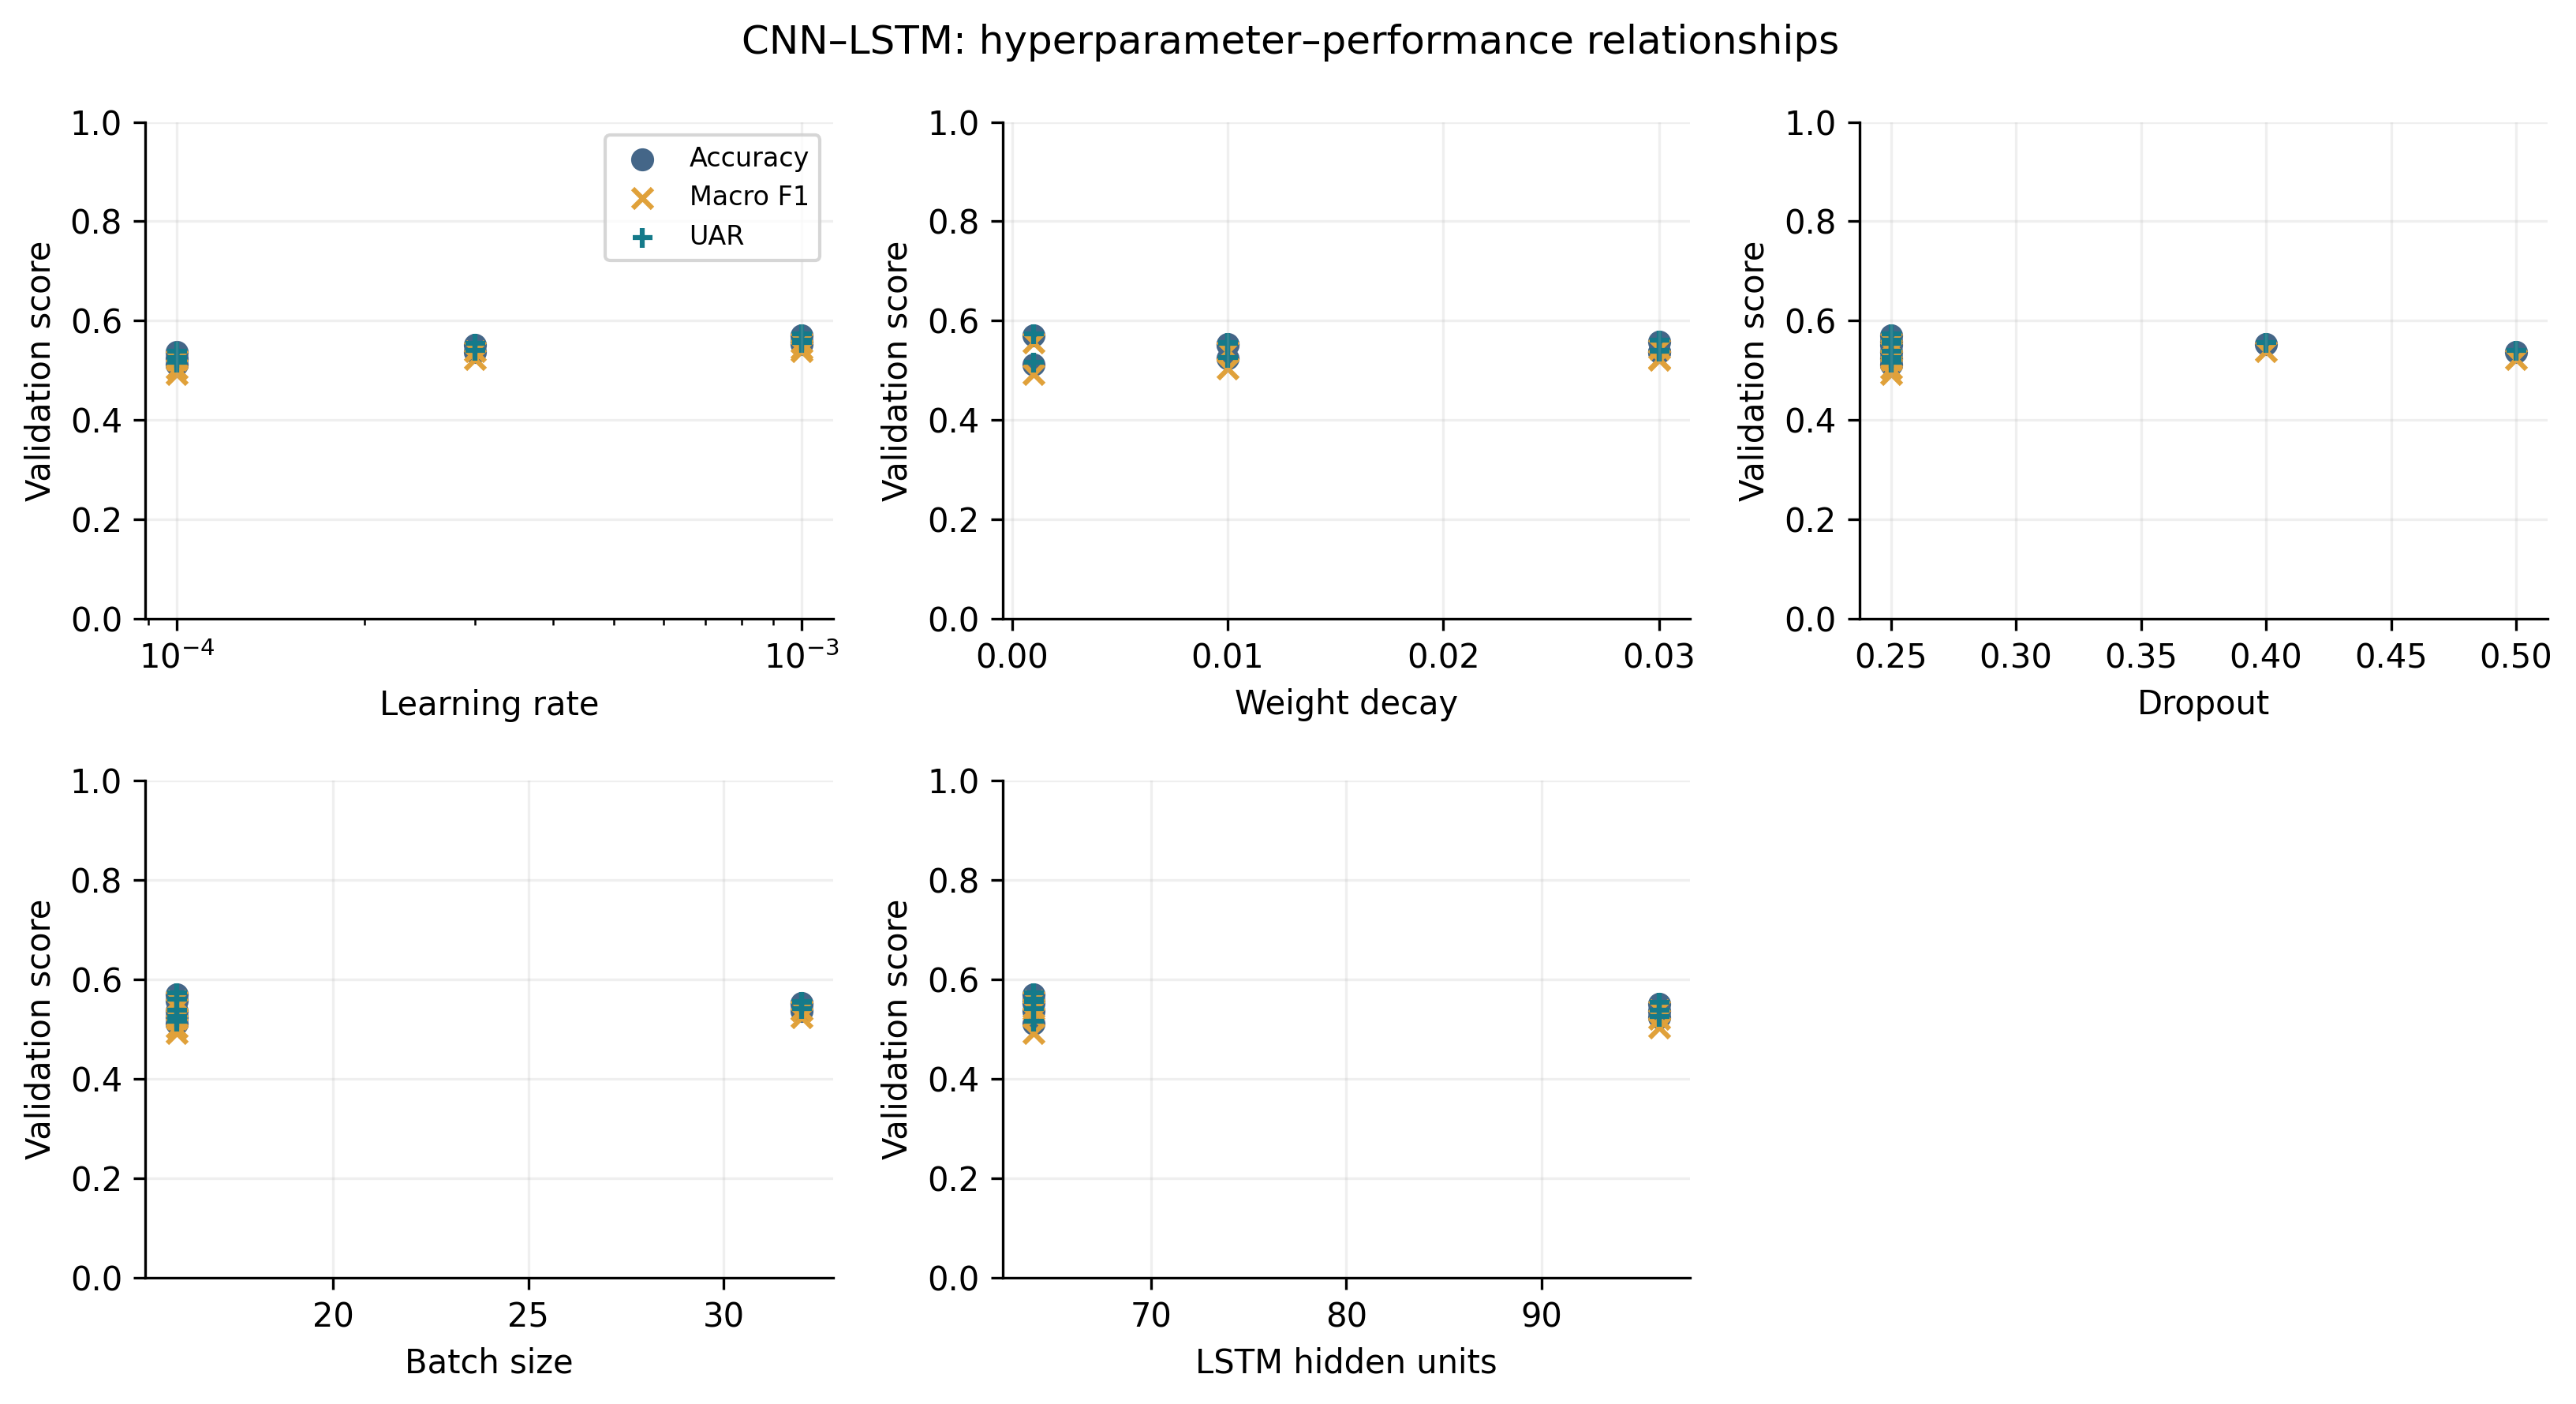 CNN–LSTM: hyperparameter–performance relationships
1.0
0.8
0.6
0.4
0.2
0.0
Validation score
Accuracy
Macro F1
UAR
10⁻⁴ 10⁻³
Learning rate
1.0
0.8
0.6
0.4
0.2
0.0
Validation score
0.00 0.01 0.02 0.03
Weight decay
1.0
0.8
0.6
0.4
0.2
0.0
Validation score
0.25 0.30 0.35 0.40 0.45 0.50
Dropout
1.0
0.8
0.6
0.4
0.2
0.0
Validation score
20 25 30
Batch size
1.0
0.8
0.6
0.4
0.2
0.0
Validation score
70 80 90
LSTM hidden units